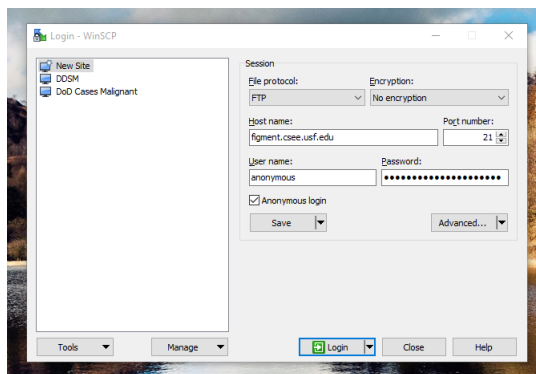 Login - WinSCP
New Site
DDSM
DoD Cases Malignant
Session
File protocol:
Encryption:
FTP
No encryption
Host name:
Port number:
figment.csee.usf.edu
21
User name:
Password:
anonymous
•••••••••••••••••••••
Anonymous login
Save
Advanced...
Tools
Manage
Login
Close
Help